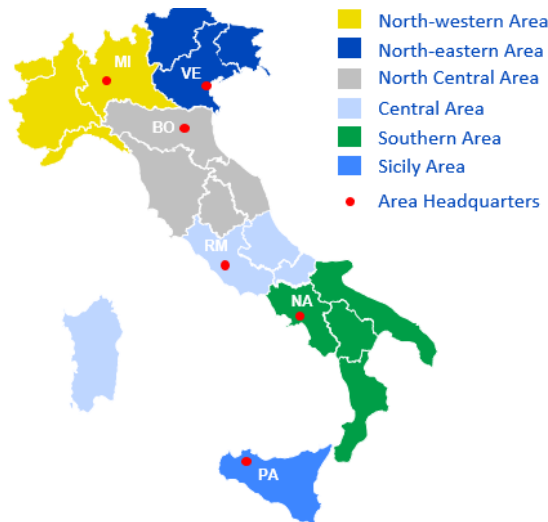 North-western Area
MI
North-eastern Area
VE
North Central Area
Central Area
BO
Southern Area
Sicily Area
Area Headquarters
RM
NA
PA